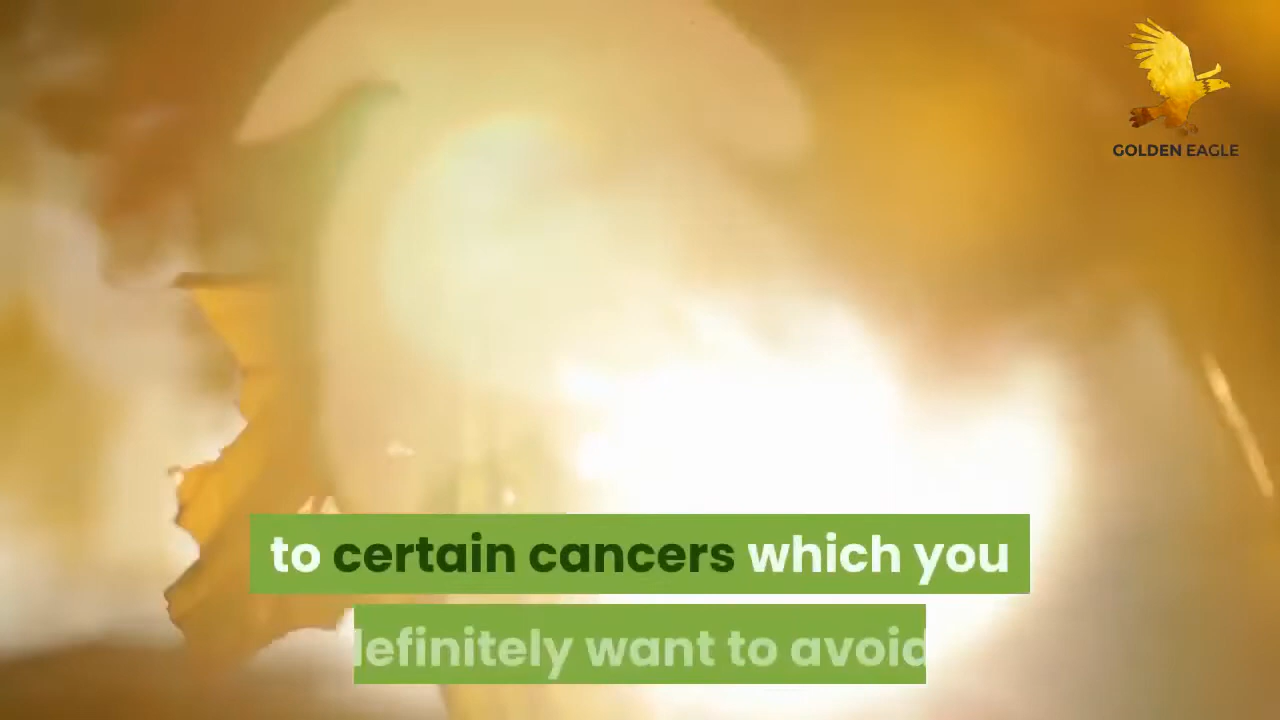 GOLDEN EAGLE
to certain cancers which you
definitely want to avoid